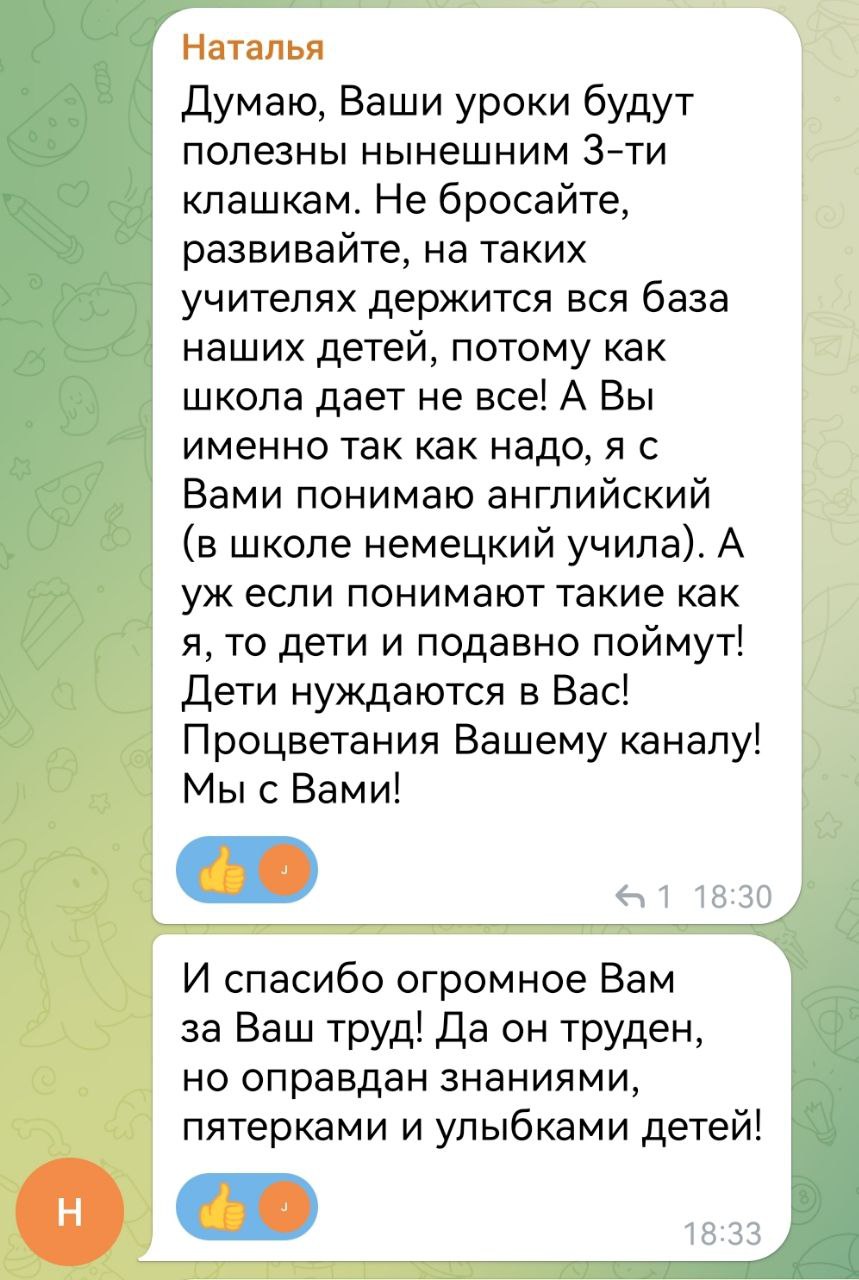 Наталья
Думаю, Ваши уроки будут
полезны нынешним 3-ти
клашкам. Не бросайте,
развивайте, на таких
учителях держится вся база
наших детей, потому как
школа дает не все! А Вы
именно так как надо, я с
Вами понимаю английский
(в школе немецкий учила). А
уж если понимают такие как
я, то дети и подавно поймут!
Дети нуждаются в Вас!
Процветания Вашему каналу!
Мы с Вами!
J
1 18:30
И спасибо огромное Вам
за Ваш труд! Да он труден,
но оправдан знаниями,
пятерками и улыбками детей!
J
Н
18:33